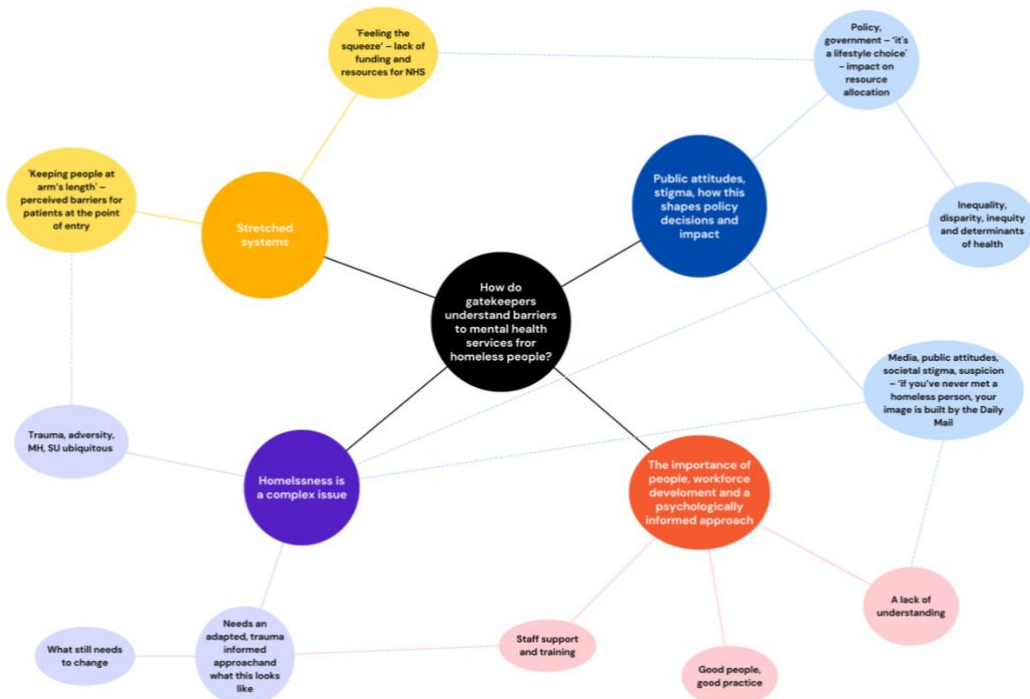 'Feeling the
squeeze' – lack of
funding and
resources for NHS
Policy,
government – 'it's
a lifestyle choice'
- impact on
resource
allocation
'Keeping people at
arm's length' –
perceived barriers for
patients at the point
of entry
Stretched
systems
Public attitudes,
stigma, how this
shapes policy
decisions and
impact
Inequality,
disparity, inequity
and determinants
of health
How do
gatekeepers
understand barriers
to mental health
services fror
homeless people?
Media, public attitudes,
societal stigma, suspicion
– 'if you've never met a
homeless person, your
image is built by the Daily
Mail
Trauma, adversity,
MH, SU ubiquitous
Homelssness is
a complex issue
The importance of
people, workforce
develoment and a
psychologically
informed approach
A lack of
understanding
Needs an
adapted, trauma
informed
approachand
what this looks
like
What still needs
to change
Staff support
and training
Good people,
good practice